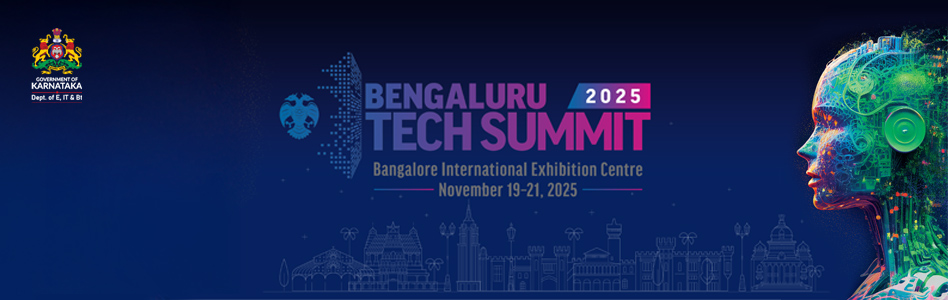 GOVERNMENT OF
KARNATAKA
Dept. of E, IT & Bt
BENGALURU 2025
TECH SUMMIT
Bangalore International Exhibition Centre
November 19-21, 2025